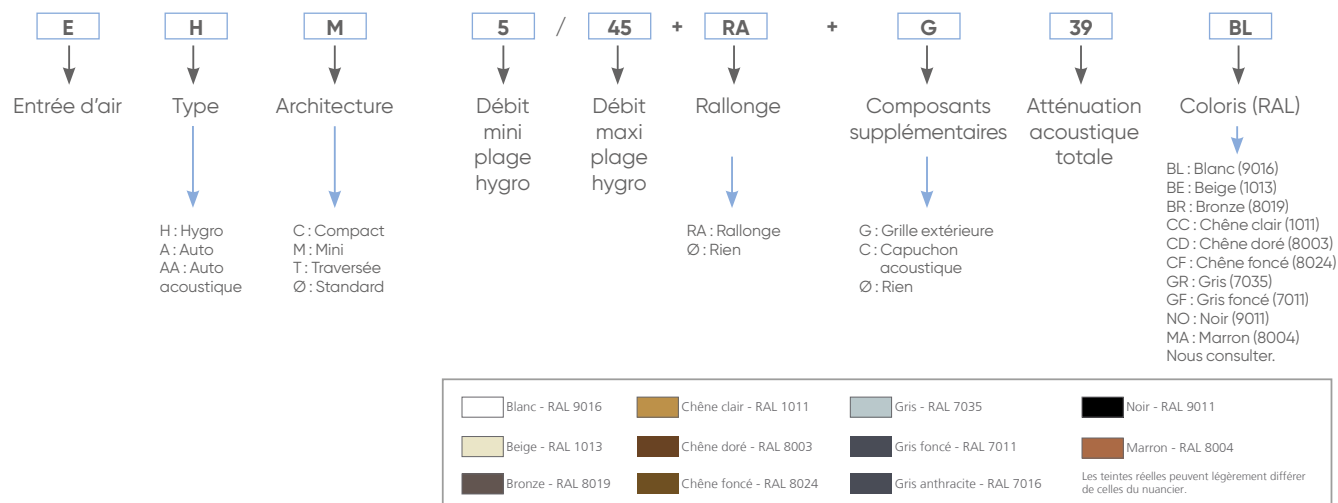 E H M 5 / 45 + RA + G 39 BL
Entrée d'air
Type
Architecture
Débit
mini
plage
hygro
Débit
maxi
plage
hygro
Rallonge
Composants
supplémentaires
Atténuation
acoustique
totale
Coloris (RAL)
H : Hygro
A : Auto
AA : Auto
acoustique
C : Compact
M : Mini
T : Traversée
Ø : Standard
RA : Rallonge
Ø : Rien
G : Grille extérieure
C : Capuchon
acoustique
Ø : Rien
BL : Blanc (9016)
BE : Beige (1013)
BR : Bronze (8019)
CC : Chêne clair (1011)
CD : Chêne doré (8003)
CF : Chêne foncé (8024)
GR : Gris (7035)
GF : Gris foncé (7011)
NO : Noir (9011)
MA : Marron (8004)
Nous consulter.
Blanc - RAL 9016
Beige - RAL 1013
Bronze - RAL 8019
Chêne clair - RAL 1011
Chêne doré - RAL 8003
Chêne foncé - RAL 8024
Gris - RAL 7035
Gris foncé - RAL 7011
Gris anthracite - RAL 7016
Noir - RAL 9011
Marron - RAL 8004
Les teintes réelles peuvent légèrement différer
de celles du nuancier.